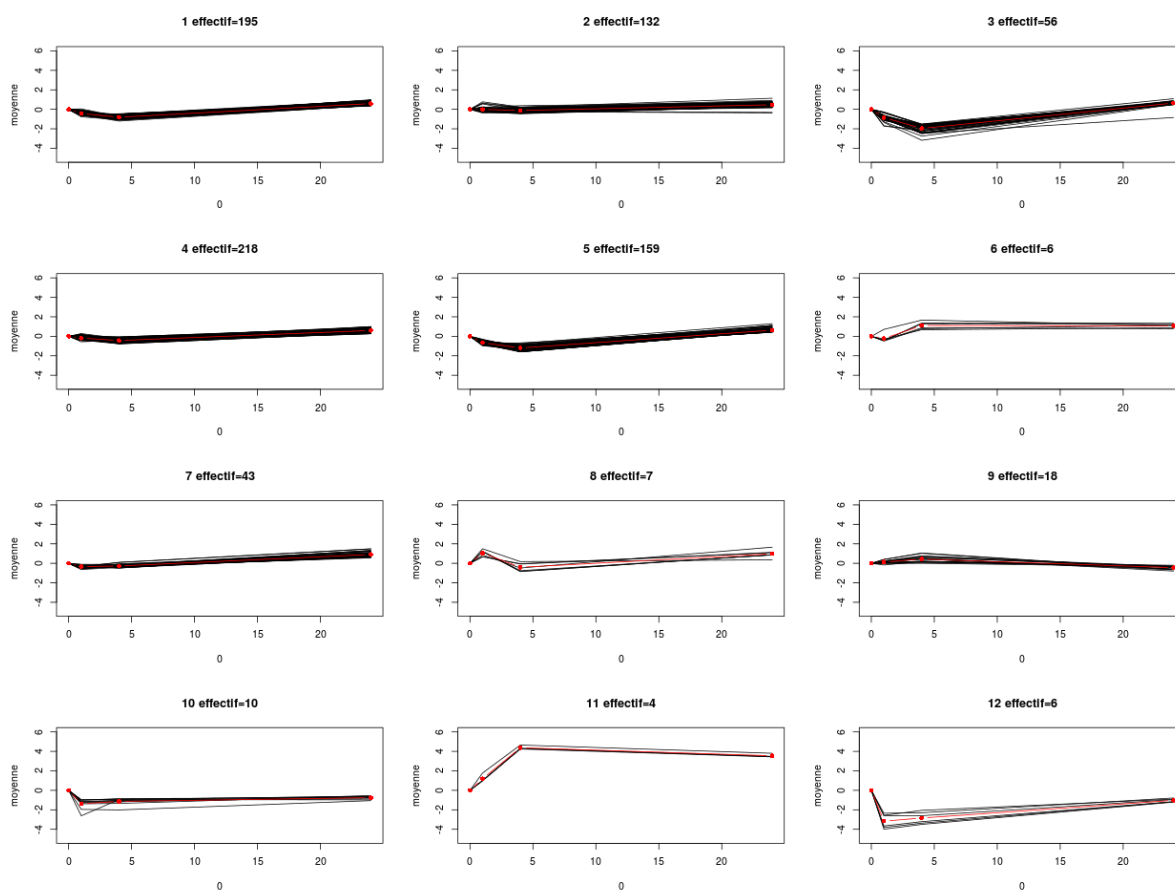 1 effectif=195
moyenne
6
4
2
0
-2
-4
0 5 10 15 20
0
2 effectif=132
moyenne
6
4
2
0
-2
-4
0 5 10 15 20
0
3 effectif=56
moyenne
6
4
2
0
-2
-4
0 5 10 15 20
0
4 effectif=218
moyenne
6
4
2
0
-2
-4
0 5 10 15 20
0
5 effectif=159
moyenne
6
4
2
0
-2
-4
0 5 10 15 20
0
6 effectif=6
moyenne
6
4
2
0
-2
-4
0 5 10 15 20
0
7 effectif=43
moyenne
6
4
2
0
-2
-4
0 5 10 15 20
0
8 effectif=7
moyenne
6
4
2
0
-2
-4
0 5 10 15 20
0
9 effectif=18
moyenne
6
4
2
0
-2
-4
0 5 10 15 20
0
10 effectif=10
moyenne
6
4
2
0
-2
-4
0 5 10 15 20
0
11 effectif=4
moyenne
6
4
2
0
-2
-4
0 5 10 15 20
0
12 effectif=6
moyenne
6
4
2
0
-2
-4
0 5 10 15 20
0